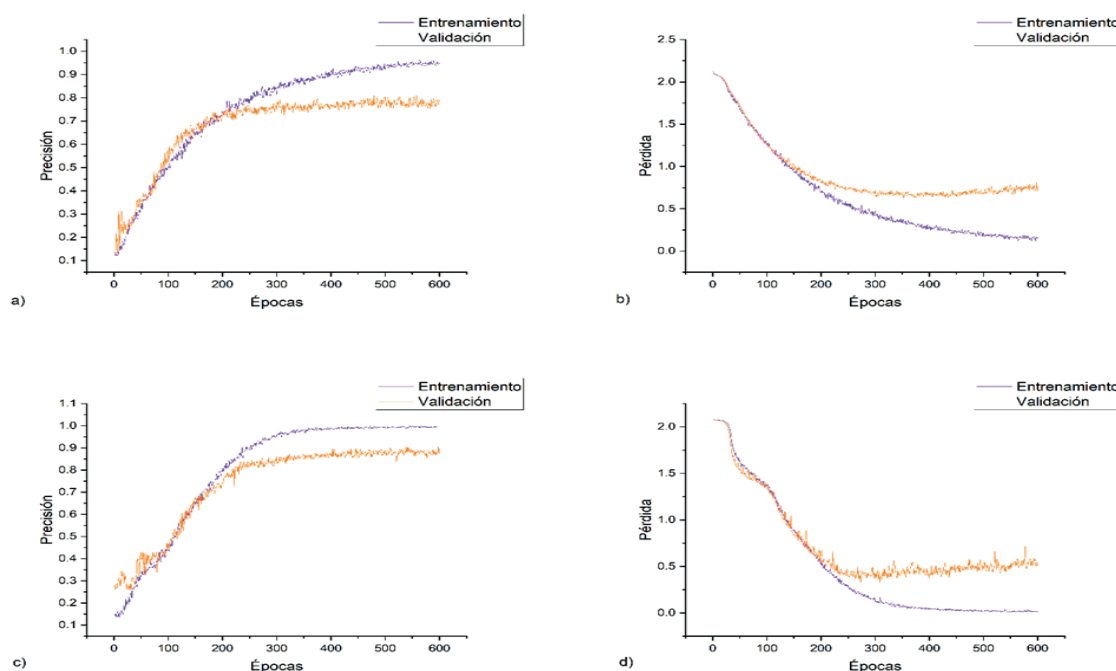 Entrenamiento
Validación
Precisión
1.0
0.9
0.8
0.7
0.6
0.5
0.4
0.3
0.2
0.1
0 100 200 300 400 500 600
Épocas
a)
Entrenamiento
Validación
Pérdida
2.5
2.0
1.5
1.0
0.5
0.0
0 100 200 300 400 500 600
Épocas
b)
Entrenamiento
Validación
Precisión
1.1
1.0
0.9
0.8
0.7
0.6
0.5
0.4
0.3
0.2
0.1
0 100 200 300 400 500 600
Épocas
c)
Entrenamiento
Validación
Pérdida
2.0
1.5
1.0
0.5
0.0
0 100 200 300 400 500 600
Épocas
d)